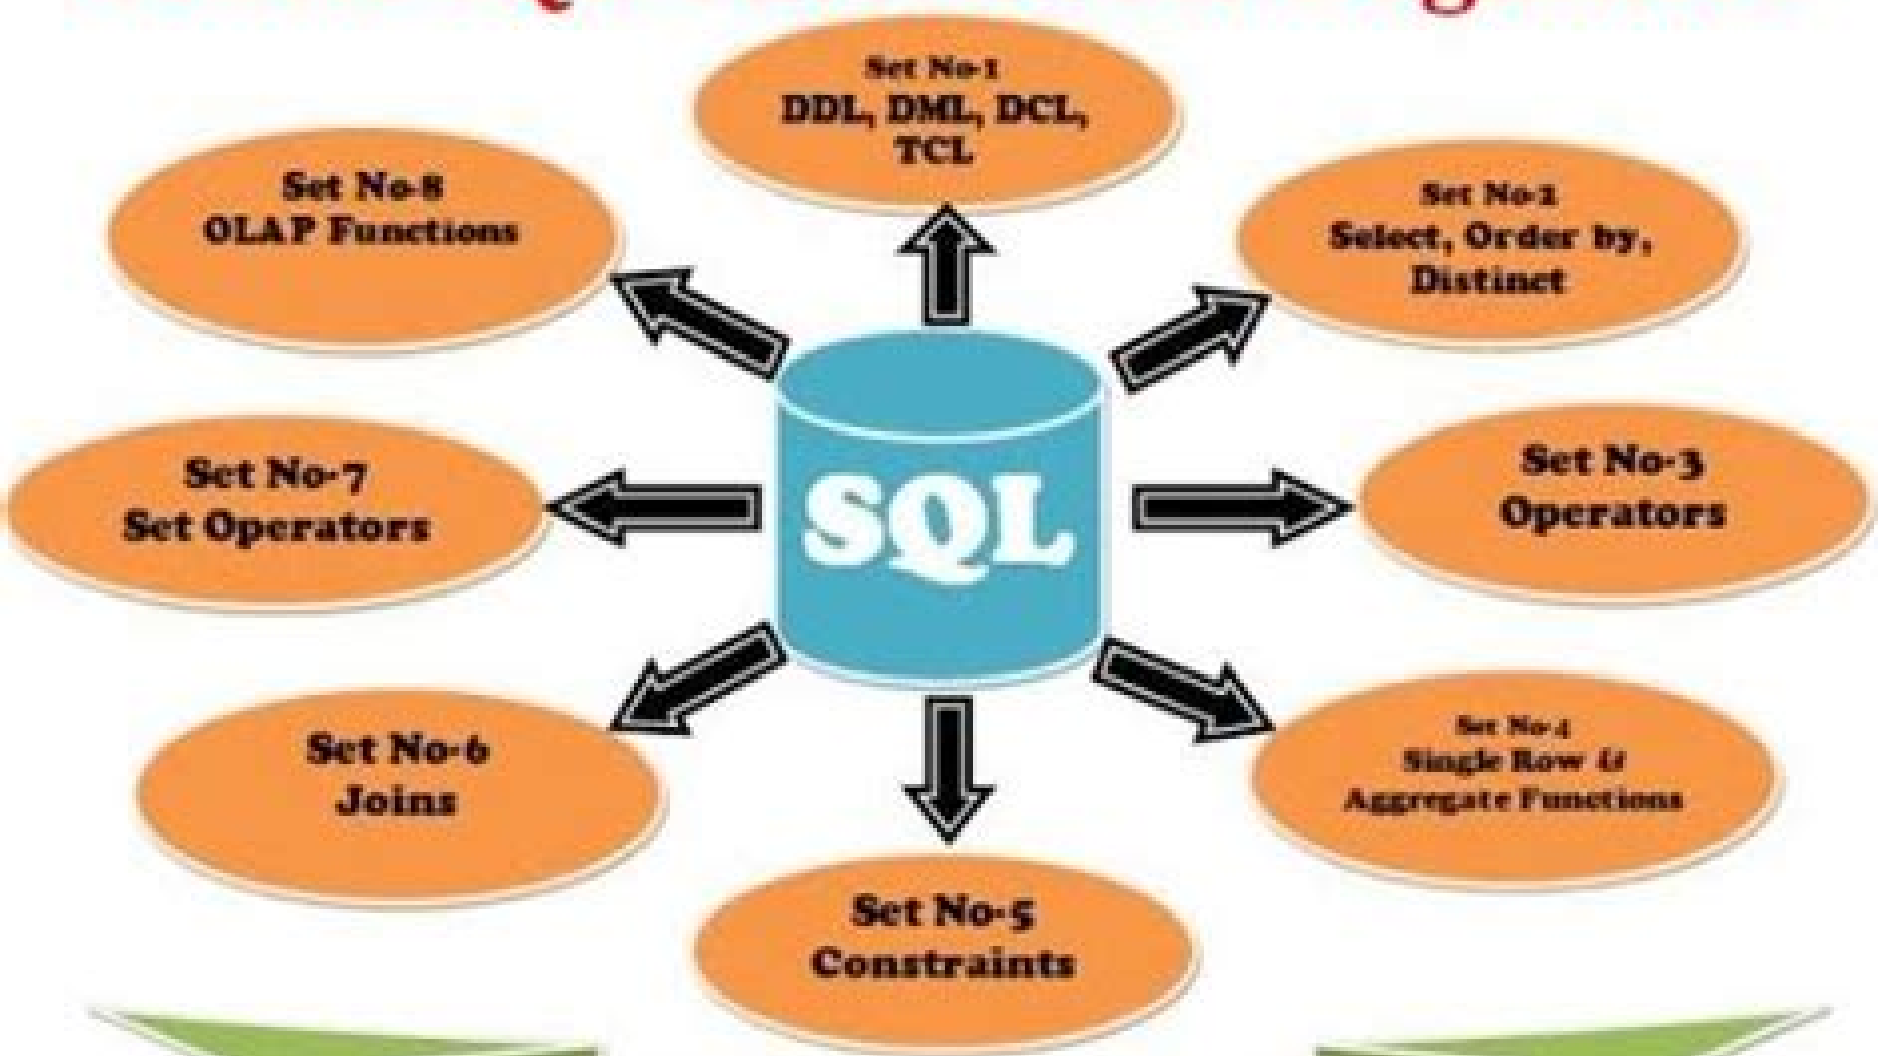 Set No-1
DDL, DML, DCL,
TCL
Set No-2
Select, Order by,
Distinct
Set No-3
Operators
Set No-4
Single Row &
Aggregate Functions
Set No-5
Constraints
Set No-6
Joins
Set No-7
Set Operators
Set No-8
OLAP Functions
SQL